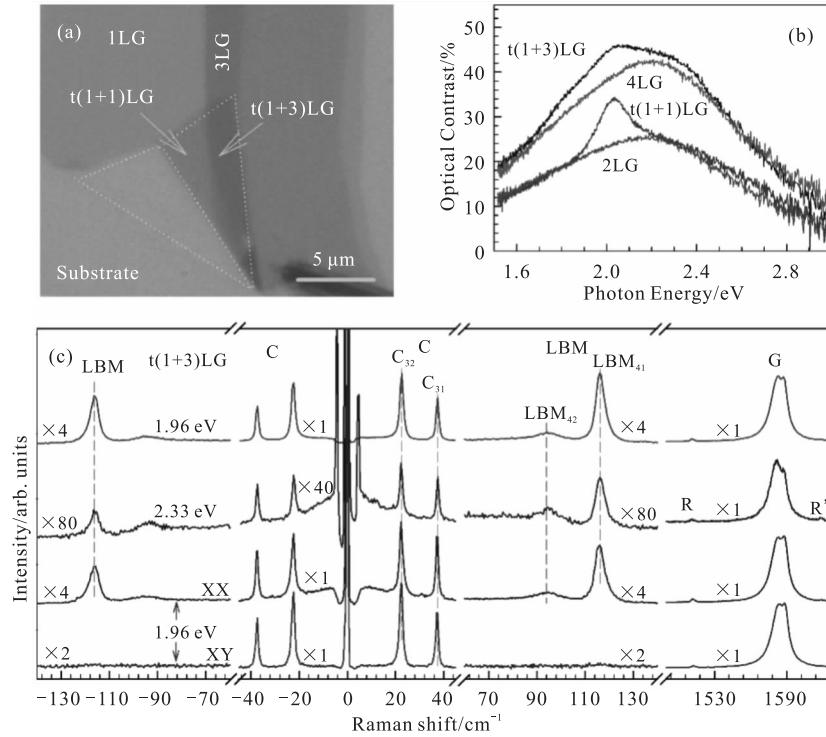 (a)
1LG
3LG
t(1+1)LG
t(1+3)LG
Substrate
5 μm
50
40
30
20
10
0
Optical Contrast/%
(b)
t(1+3)LG
4LG
t(1+1)LG
2LG
1.6 2.0 2.4 2.8
Photon Energy/eV
(c) t(1+3)LG
LBM C C LBM G
C₃₂ C₃₁ LBM₄₂ LBM₄₁
×4 1.96 eV ×1 ×4 ×1
×80 2.33 eV ×40 ×80 R ×1 R'
×4 XX ×1 ×4 ×1
1.96 eV
×2 XY ×1 ×2 ×1
Intensity/arb. units
−130 −110 −90 −70 −40 −20 0 20 40 70 90 110 130 1530 1590
Raman shift/cm⁻¹